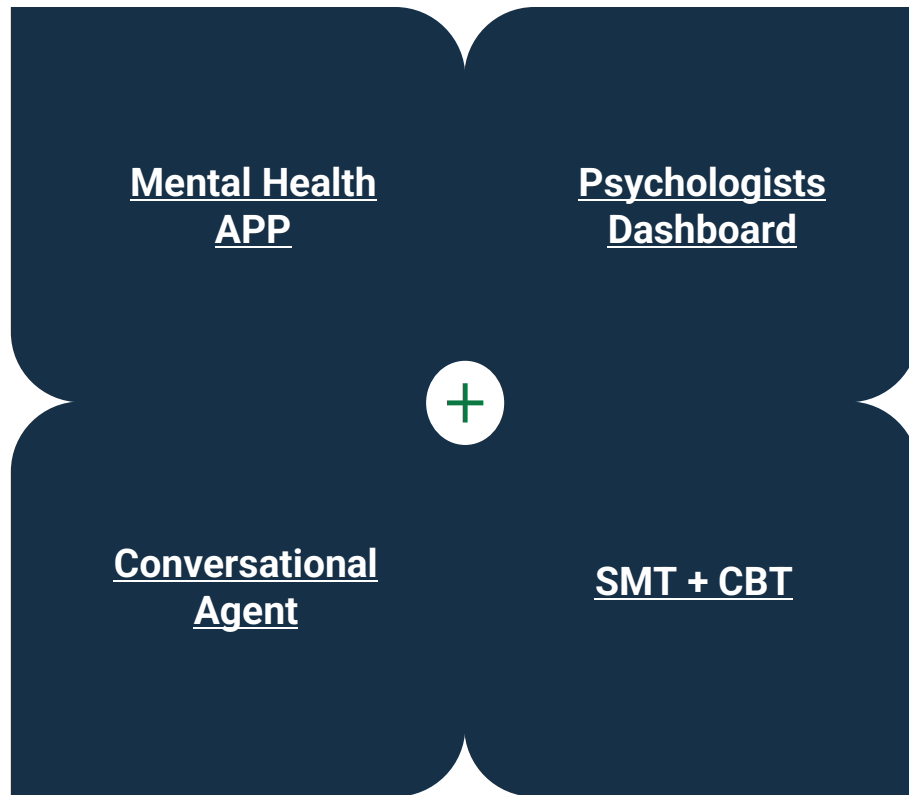 Mental Health
APP
Psychologists
Dashboard
Conversational
Agent
SMT + CBT